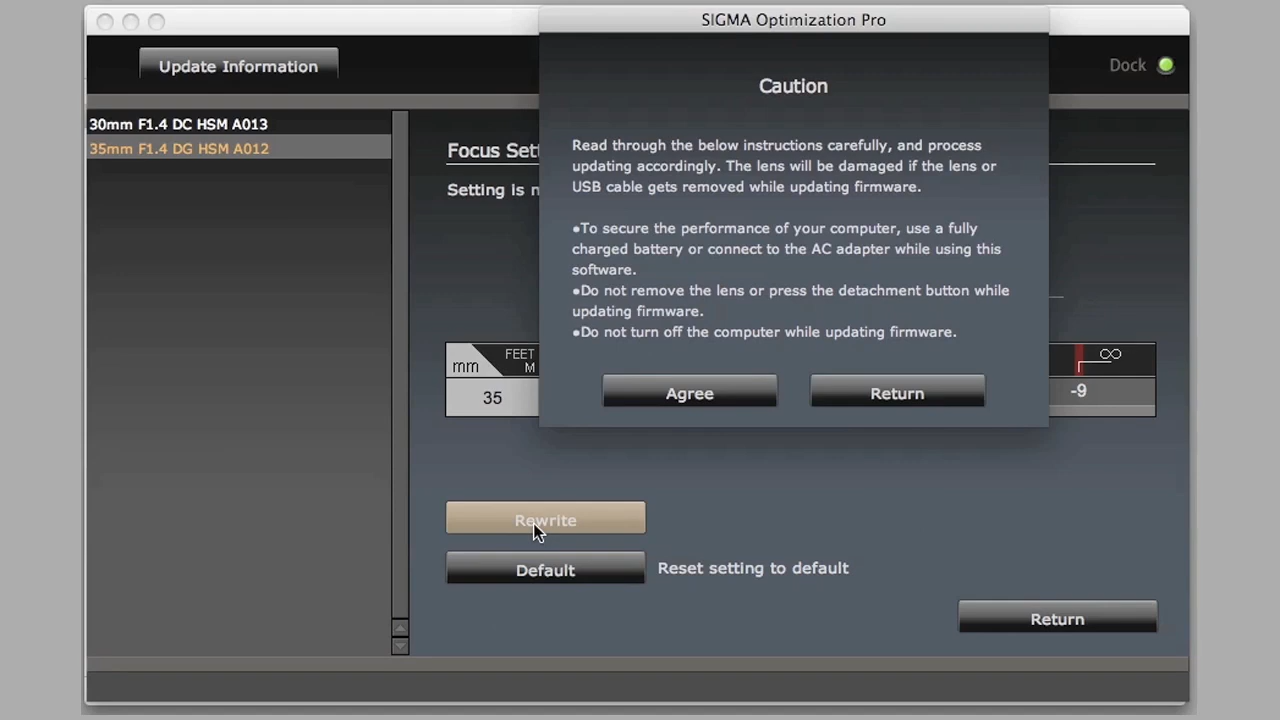 SIGMA Optimization Pro
Update Information
Dock
Caution
30mm F1.4 DC HSM A013
35mm F1.4 DG HSM A012
Focus
Setting is
Read through the below instructions carefully, and process
updating accordingly. The lens will be damaged if the lens or
USB cable gets removed while updating firmware.
●To secure the performance of your computer, use a fully
charged battery or connect to the AC adapter while using this
software.
●Do not remove the lens or press the detachment button while
updating firmware.
●Do not turn off the computer while updating firmware.
Agree
Return
mm FEET M ∞
35 -9
Rewrite
Default
Reset setting to default
Return